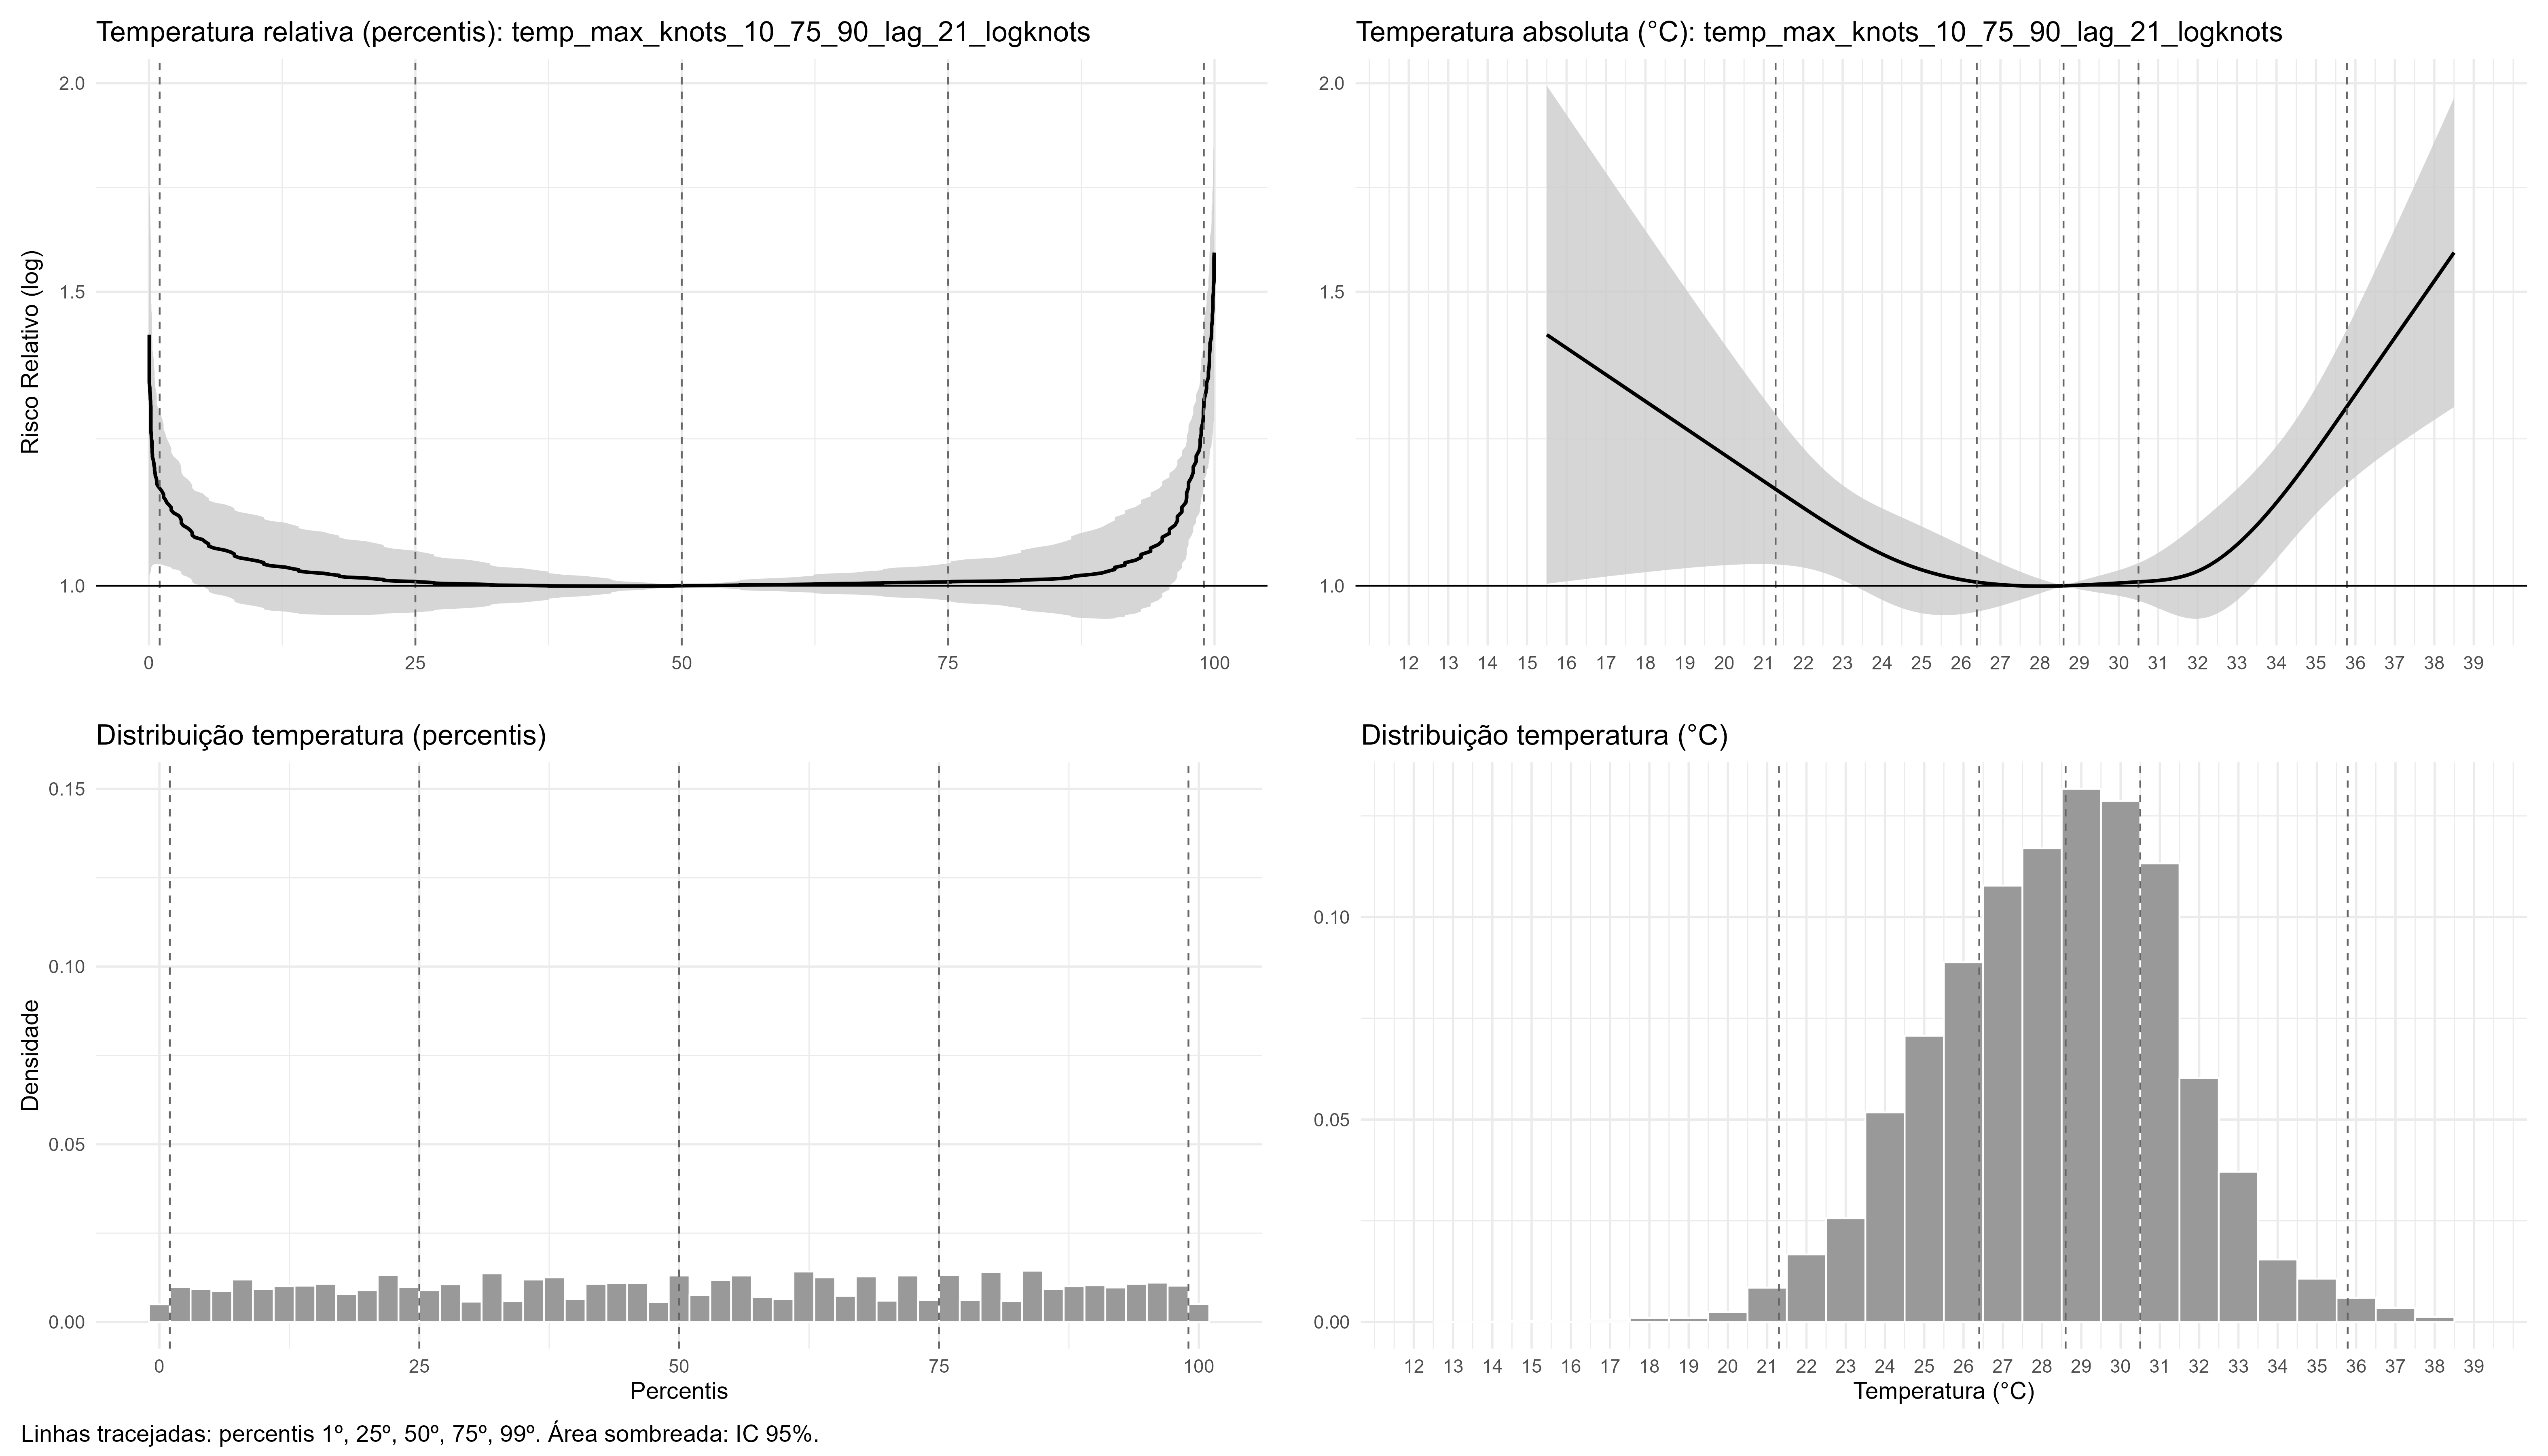 Temperatura relativa (percentis): temp_max_knots_10_75_90_lag_21_logknots
Risco Relativo (log)
2.0
1.5
1.0
0 25 50 75 100
Temperatura absoluta (°C): temp_max_knots_10_75_90_lag_21_logknots
2.0
1.5
1.0
12 13 14 15 16 17 18 19 20 21 22 23 24 25 26 27 28 29 30 31 32 33 34 35 36 37 38 39
Distribuição temperatura (percentis)
Densidade
0.15
0.10
0.05
0.00
0 25 50 75 100
Percentis
Distribuição temperatura (°C)
0.10
0.05
0.00
12 13 14 15 16 17 18 19 20 21 22 23 24 25 26 27 28 29 30 31 32 33 34 35 36 37 38 39
Temperatura (°C)
Linhas tracejadas: percentis 1º, 25º, 50º, 75º, 99º. Área sombreada: IC 95%.